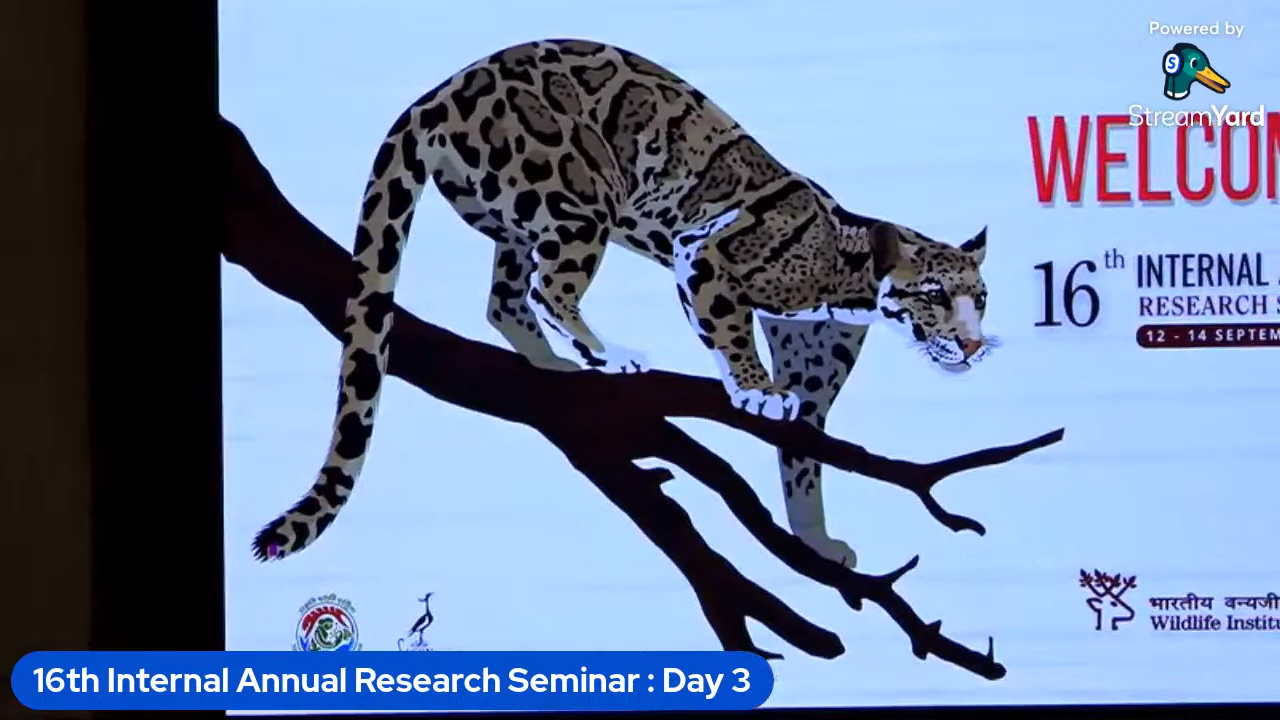 Powered by
StreamYard
WELCO
16th INTERNAL
RESEARCH
12 - 14 SEPTEM
भारतीय वन्यजी
Wildlife Institu
16th Internal Annual Research Seminar : Day 3